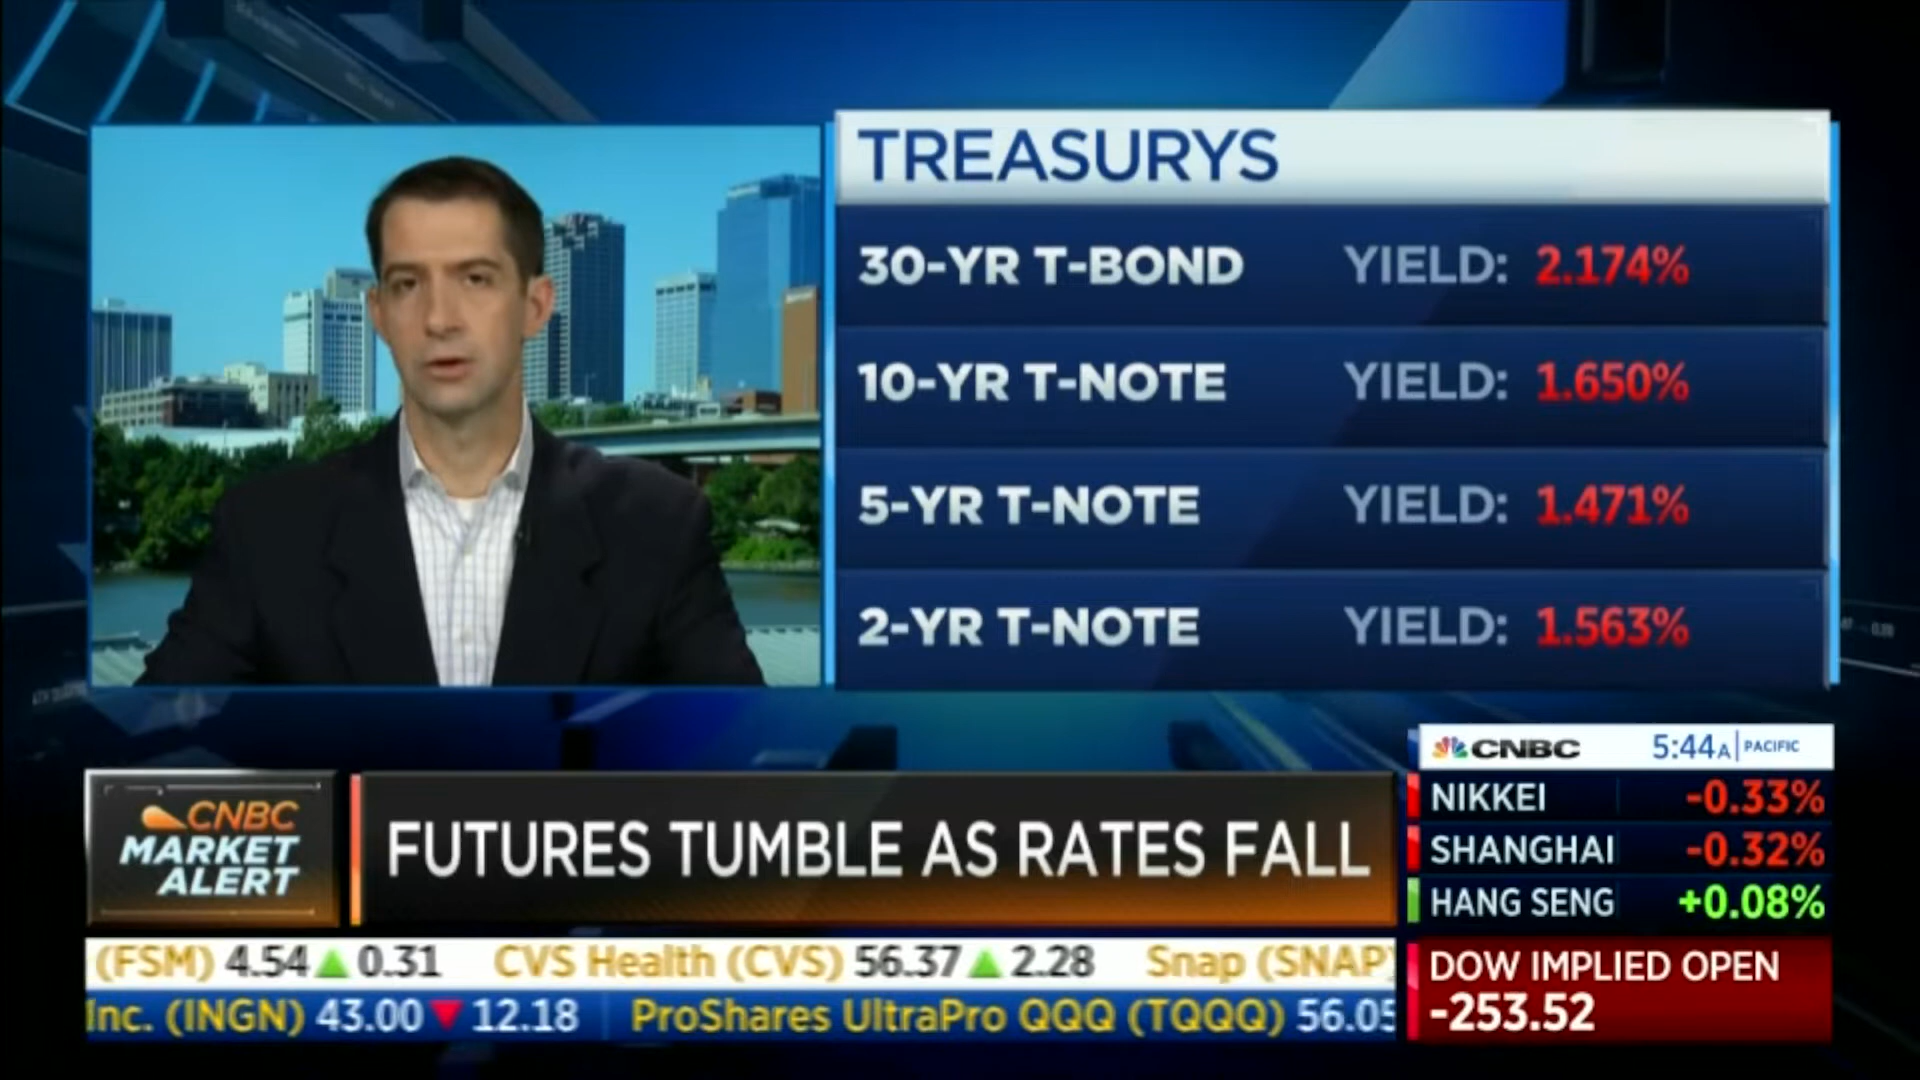 TREASURYS
30-YR T-BOND YIELD: 2.174%
10-YR T-NOTE YIELD: 1.650%
5-YR T-NOTE YIELD: 1.471%
2-YR T-NOTE YIELD: 1.563%
CNBC 5:44A PACIFIC
NIKKEI -0.33%
SHANGHAI -0.32%
HANG SENG +0.08%
DOW IMPLIED OPEN
-253.52
CNBC
MARKET
ALERT
FUTURES TUMBLE AS RATES FALL
(FSM) 4.54 ▲ 0.31 CVS Health (CVS) 56.37 ▲ 2.28 Snap (SNAP)
Inc. (INGN) 43.00 ▼ 12.18 ProShares UltraPro QQQ (TQQQ) 56.05